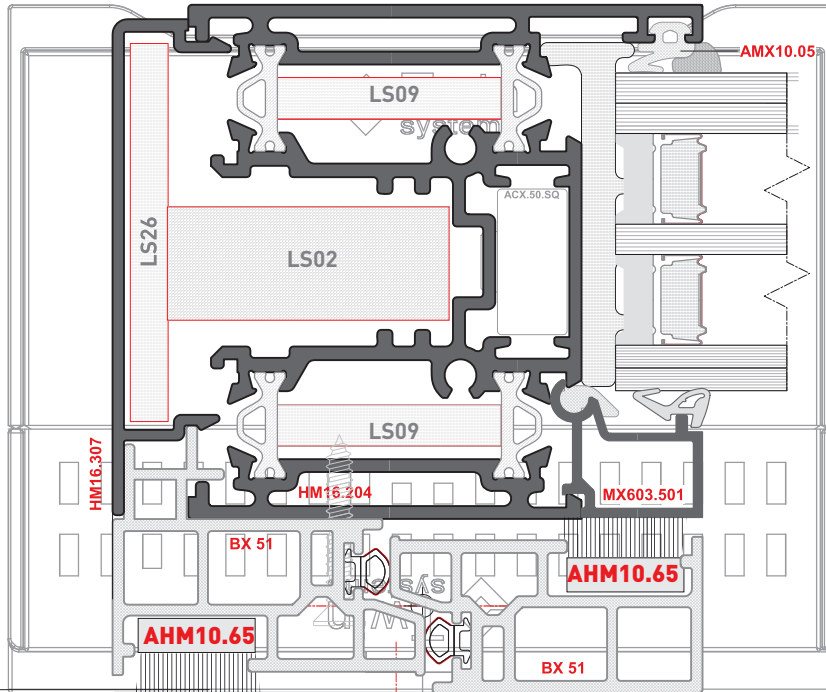 AMX10.05
LS09
system
ACX.50.SQ
LS26
LS02
LS09
HM16.307
HM16.204
MX603.501
BX 51
AHM10.65
AHM10.65
BX 51